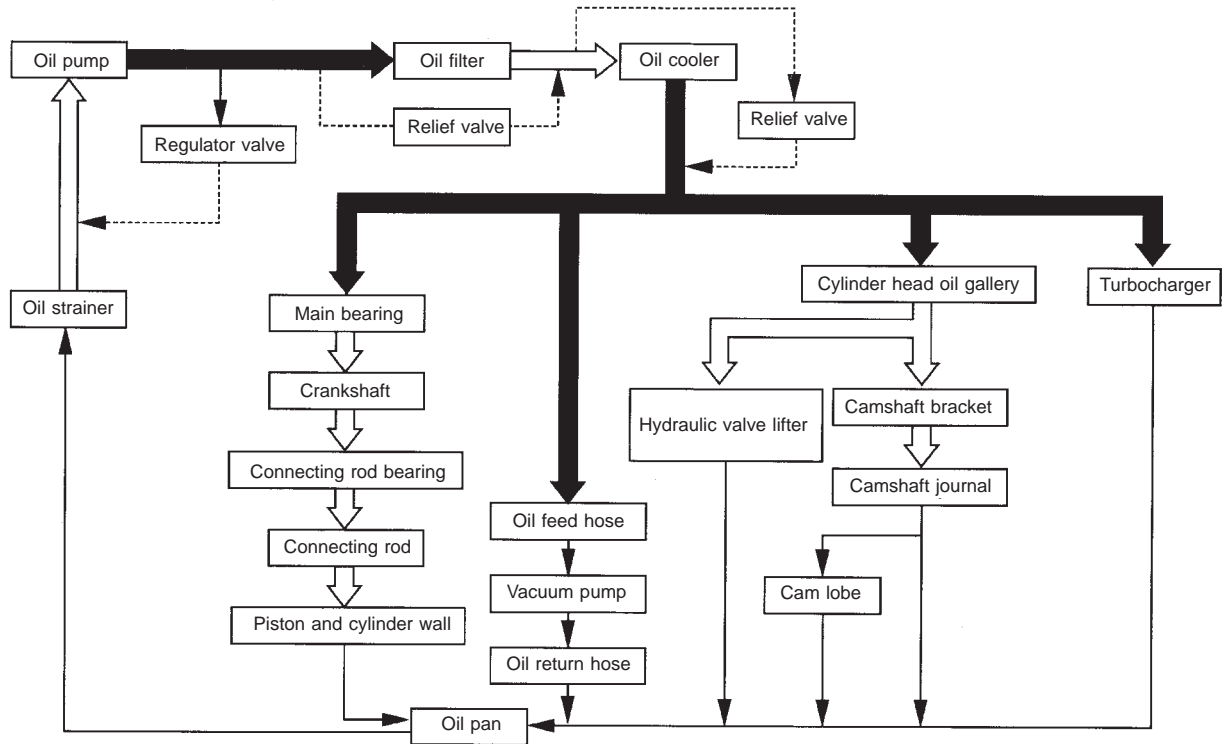 Oil pump
Oil filter
Oil cooler
Relief valve
Relief valve
Regulator valve
Oil strainer
Main bearing
Cylinder head oil gallery
Turbocharger
Crankshaft
Hydraulic valve lifter
Camshaft bracket
Connecting rod bearing
Camshaft journal
Oil feed hose
Connecting rod
Vacuum pump
Cam lobe
Piston and cylinder wall
Oil return hose
Oil pan